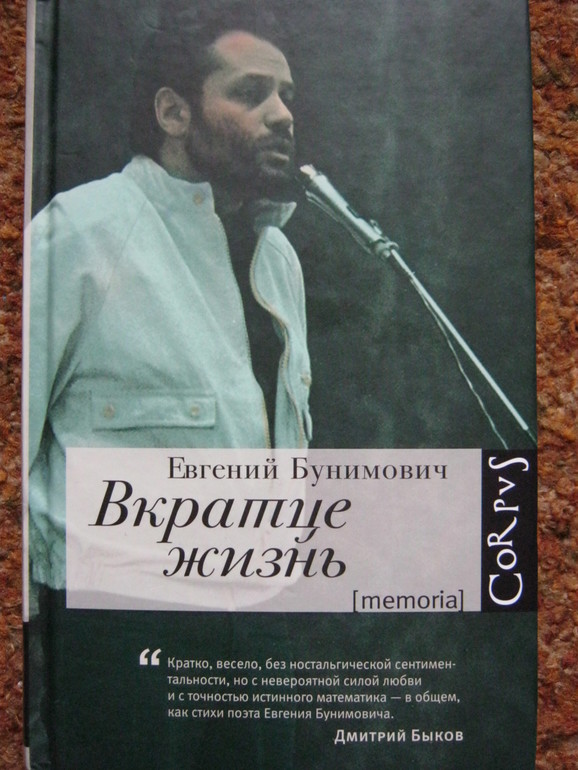 Евгений Бунимович
Вкратце
жизнь
[memoria]
CORPVS
“ Кратко, весело, без ностальгической сентимен-
тальности, но с невероятной силой любви
и с точностью истинного математика — в общем,
как стихи поэта Евгения Бунимовича.
Дмитрий Быков